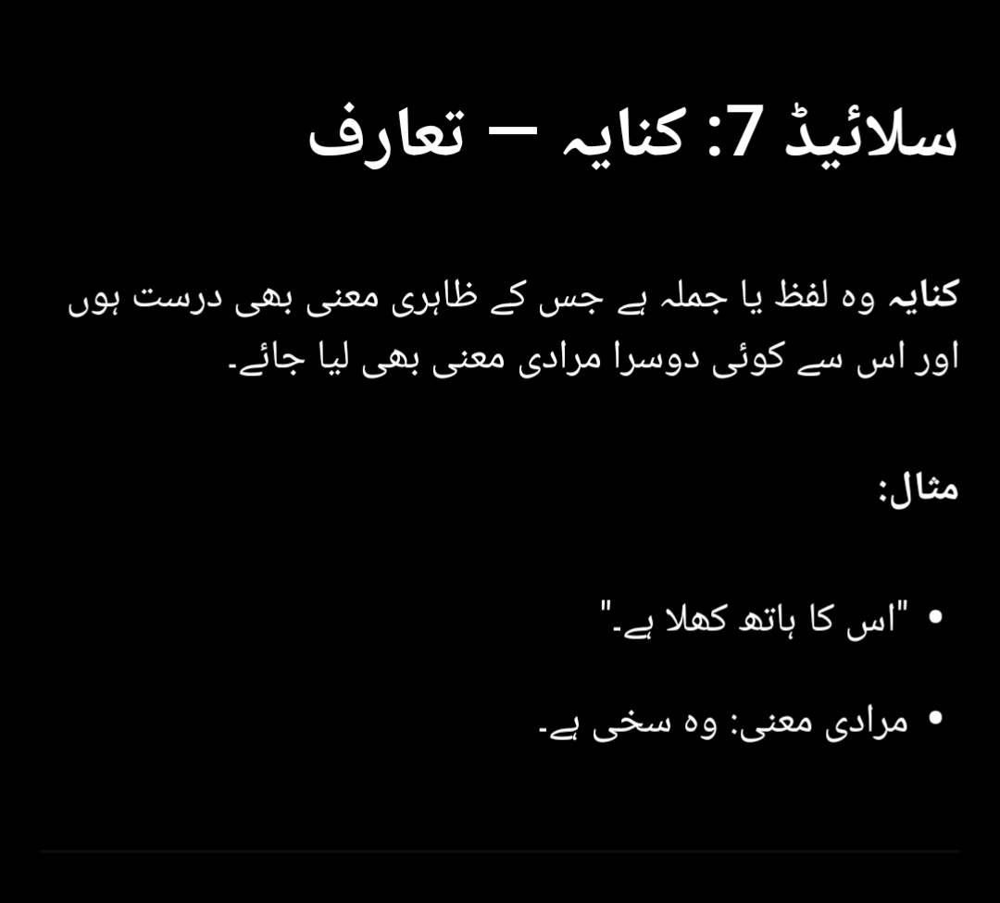 سلائیڈ 7: کنایہ — تعارف
کنایہ وہ لفظ یا جملہ ہے جس کے ظاہری معنی بھی درست ہوں
اور اس سے کوئی دوسرا مرادی معنی بھی لیا جائے۔
مثال:
• "اس کا ہاتھ کھلا ہے۔"
• مرادی معنی: وہ سخی ہے۔